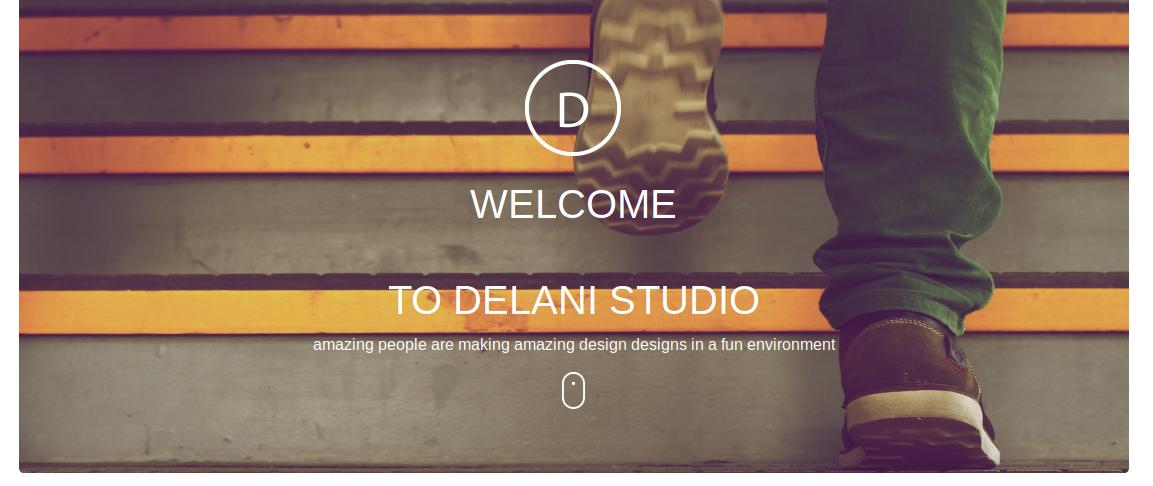 D
WELCOME
TO DELANI STUDIO
amazing people are making amazing design designs in a fun environment